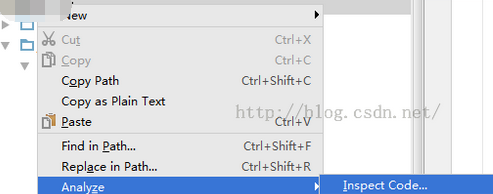 New
Cut Ctrl+X
Copy Ctrl+C
Copy Path Ctrl+Shift+C
Copy as Plain Text
http://blog.csdn.net/
Paste Ctrl+V
Find in Path... Ctrl+Shift+F
Replace in Path... Ctrl+Shift+R
Analyze
Inspect Code...